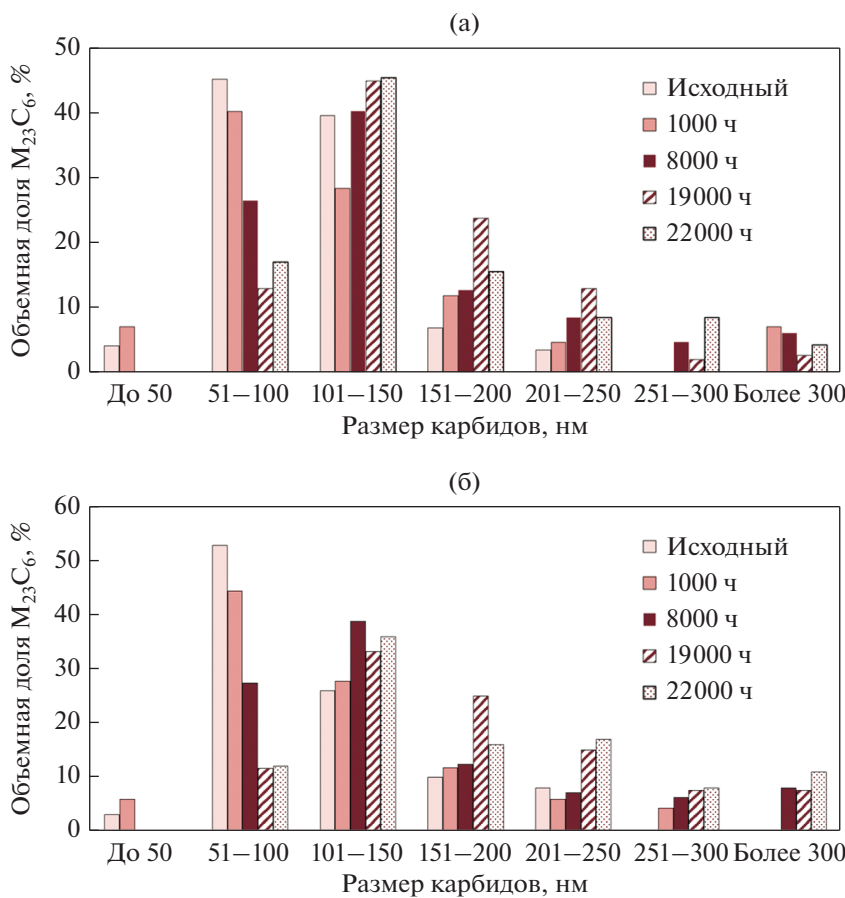 (а)
Объемная доля M₂₃C₆, %
50
40
30
20
10
0
Исходный
1000 ч
8000 ч
19000 ч
22000 ч
До 50 51–100 101–150 151–200 201–250 251–300 Более 300
Размер карбидов, нм
(б)
Объемная доля M₂₃C₆, %
60
50
40
30
20
10
0
Исходный
1000 ч
8000 ч
19000 ч
22000 ч
До 50 51–100 101–150 151–200 201–250 251–300 Более 300
Размер карбидов, нм